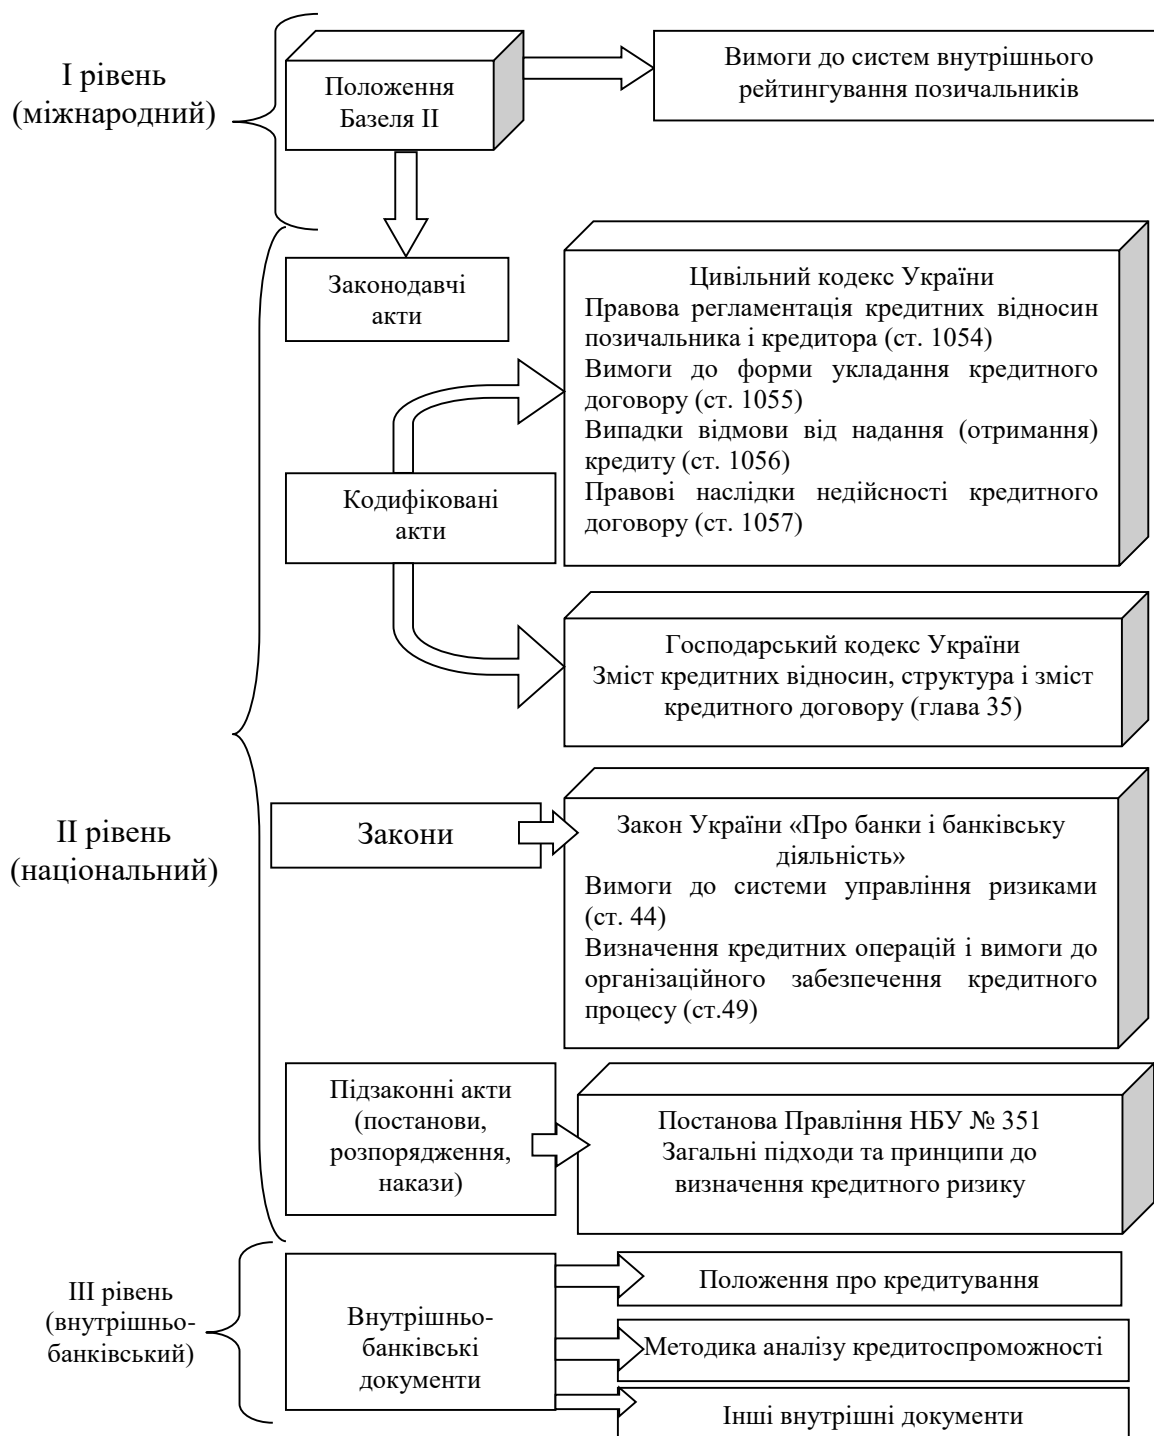 І рівень
(міжнародний)
Положення
Базеля ІІ
Вимоги до систем внутрішнього
рейтингування позичальників
Законодавчі
акти
Цивільний кодекс України
Правова регламентація кредитних відносин
позичальника і кредитора (ст. 1054)
Вимоги до форми укладання кредитного
договору (ст. 1055)
Випадки відмови від надання (отримання)
кредиту (ст. 1056)
Правові наслідки недійсності кредитного
договору (ст. 1057)
Кодифіковані
акти
Господарський кодекс України
Зміст кредитних відносин, структура і зміст
кредитного договору (глава 35)
ІІ рівень
(національний)
Закони
Закон України «Про банки і банківську
діяльність»
Вимоги до системи управління ризиками
(ст. 44)
Визначення кредитних операцій і вимоги до
організаційного забезпечення кредитного
процесу (ст.49)
Підзаконні акти
(постанови,
розпорядження,
накази)
Постанова Правління НБУ № 351
Загальні підходи та принципи до
визначення кредитного ризику
ІІІ рівень
(внутрішньо-
банківський)
Внутрішньо-
банківські
документи
Положення про кредитування
Методика аналізу кредитоспроможності
Інші внутрішні документи